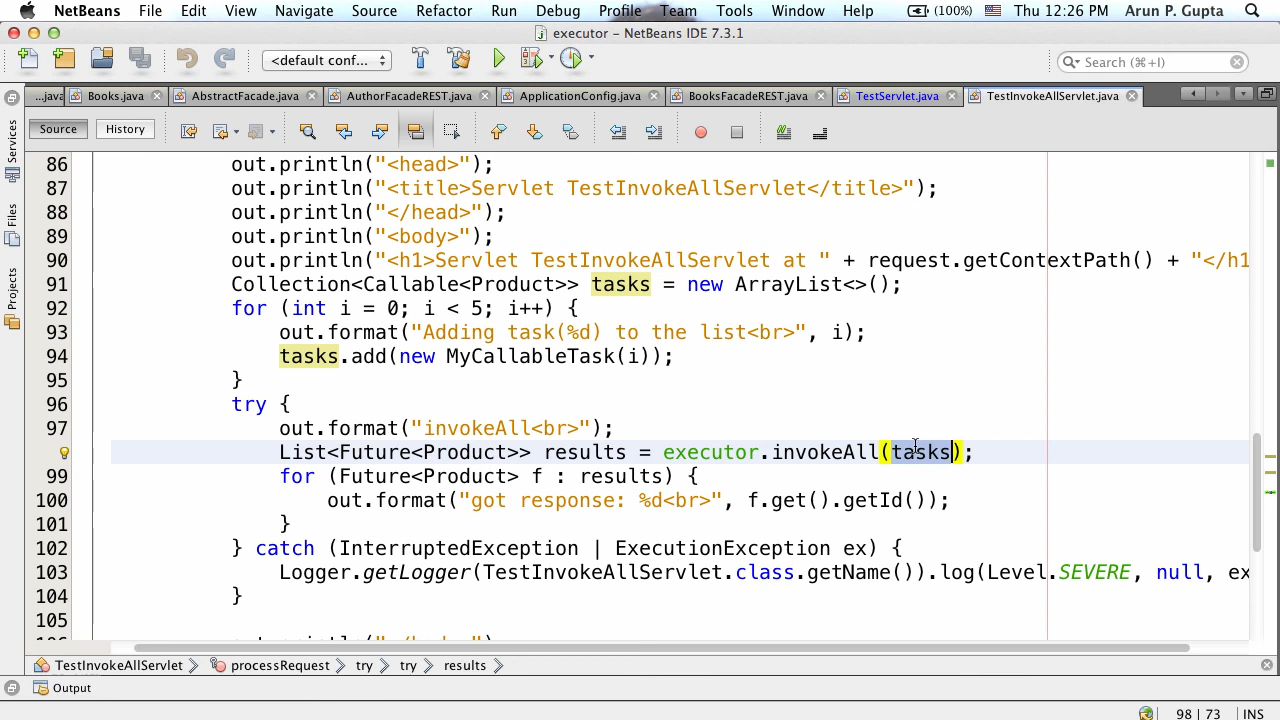 NetBeans File Edit View Navigate Source Refactor Run Debug Profile Team Tools Window Help (100%) Thu 12:26 PM Arun P. Gupta
executor – NetBeans IDE 7.3.1
<default conf... Search (⌘+I)
...java Books.java AbstractFacade.java AuthorFacadeREST.java ApplicationConfig.java BooksFacadeREST.java TestServlet.java TestInvokeAllServlet.java
Source History
Services
Files
Projects
86 out.println("<head>");
87 out.println("<title>Servlet TestInvokeAllServlet</title>");
88 out.println("</head>");
89 out.println("<body>");
90 out.println("<h1>Servlet TestInvokeAllServlet at " + request.getContextPath() + "</h1
91 Collection<Callable<Product>> tasks = new ArrayList<>();
92 for (int i = 0; i < 5; i++) {
93 out.format("Adding task(%d) to the list<br>", i);
94 tasks.add(new MyCallableTask(i));
95 }
96 try {
97 out.format("invokeAll<br>");
List<Future<Product>> results = executor.invokeAll(tasks);
99 for (Future<Product> f : results) {
100 out.format("got response: %d<br>", f.get().getId());
101 }
102 } catch (InterruptedException | ExecutionException ex) {
103 Logger.getLogger(TestInvokeAllServlet.class.getName()).log(Level.SEVERE, null, ex
104 }
105
TestInvokeAllServlet processRequest try try results
Output
98 | 73 INS